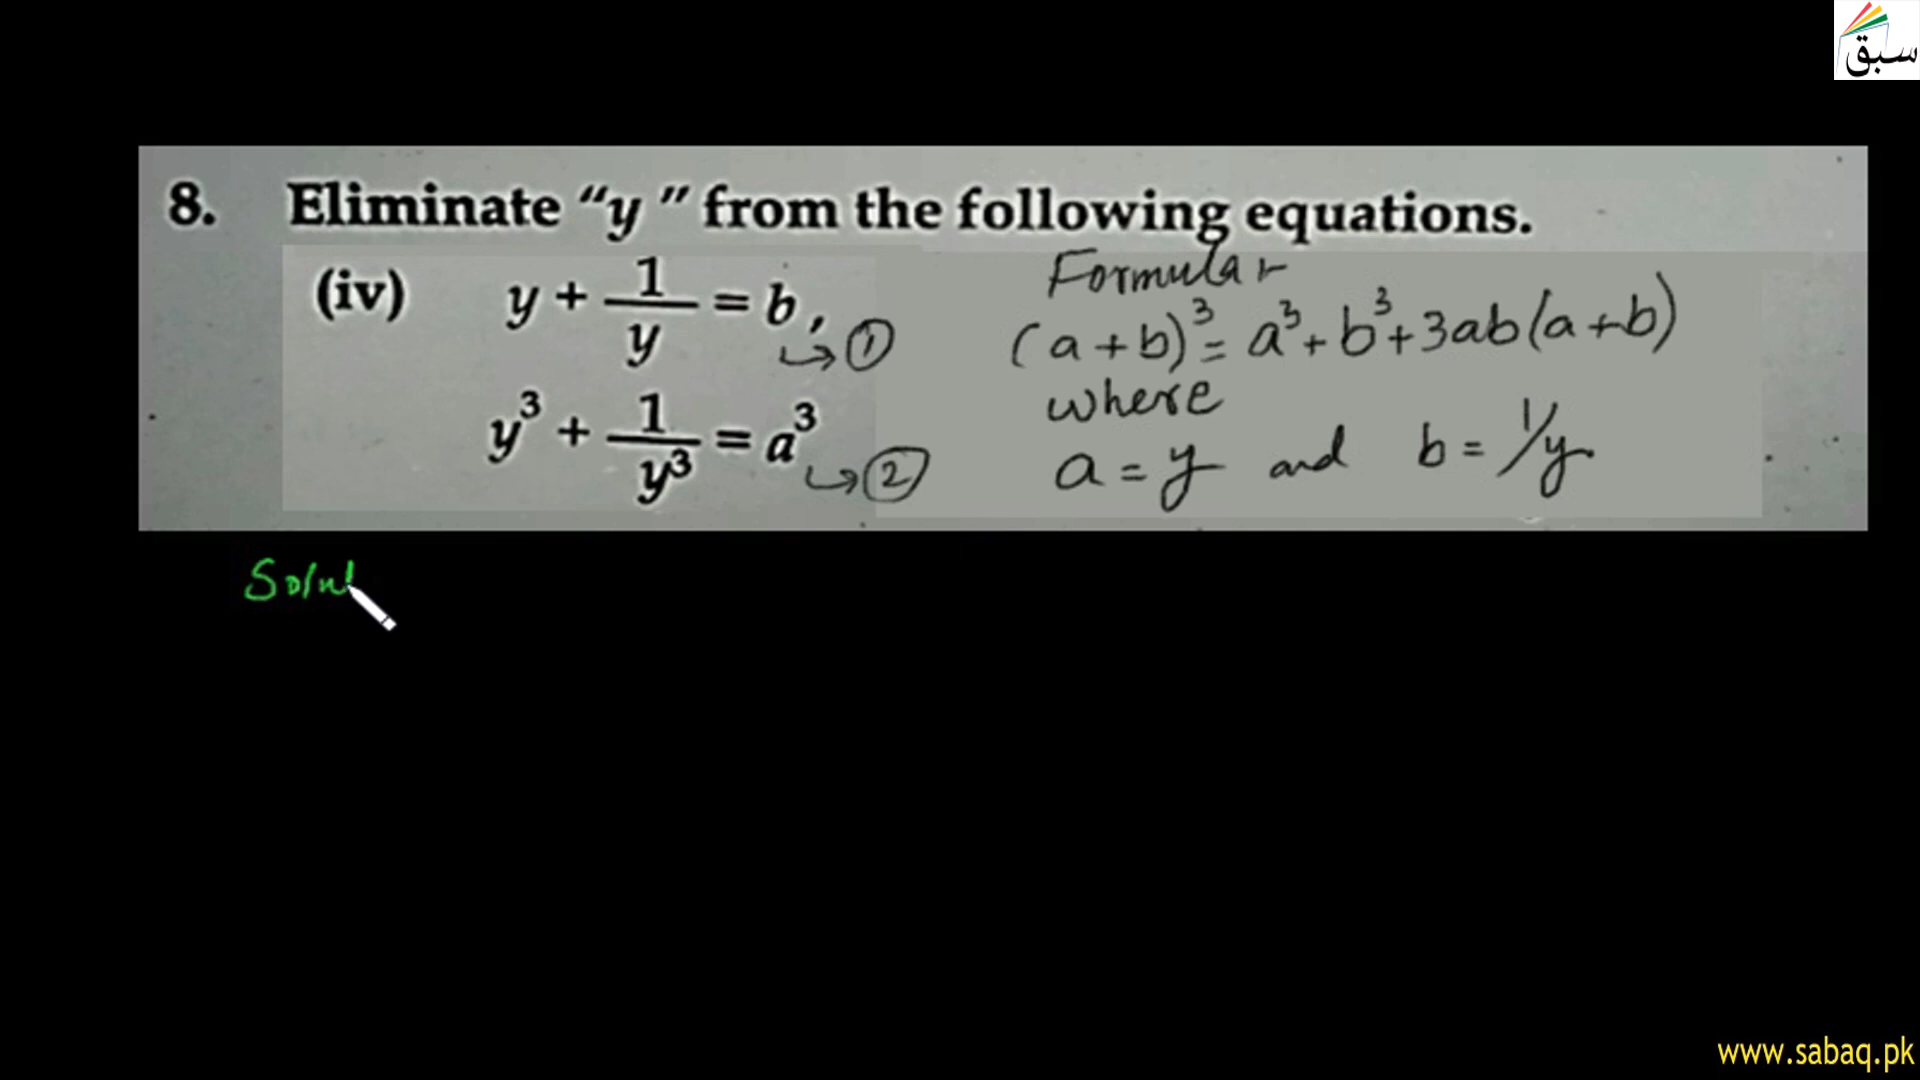 سبق
8. Eliminate “y” from the following equations.
(iv) y + 1/y = b, ↳ ①
y³ + 1/y³ = a³ ↳ ②
Formular
(a+b)³ = a³ + b³ + 3ab(a+b)
where
a = y and b = 1/y.
Solut
www.sabaq.pk